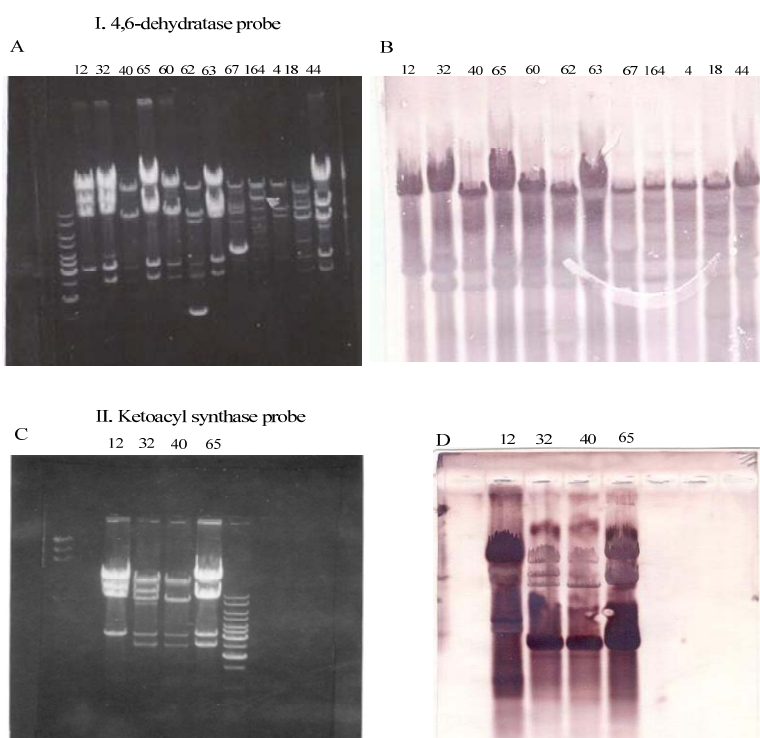 I. 4,6-dehydratase probe
A
12 32 40 65 60 62 63 67 164 4 18 44
B
12 32 40 65 60 62 63 67 164 4 18 44
II. Ketoacyl synthase probe
C
12 32 40 65
D
12 32 40 65